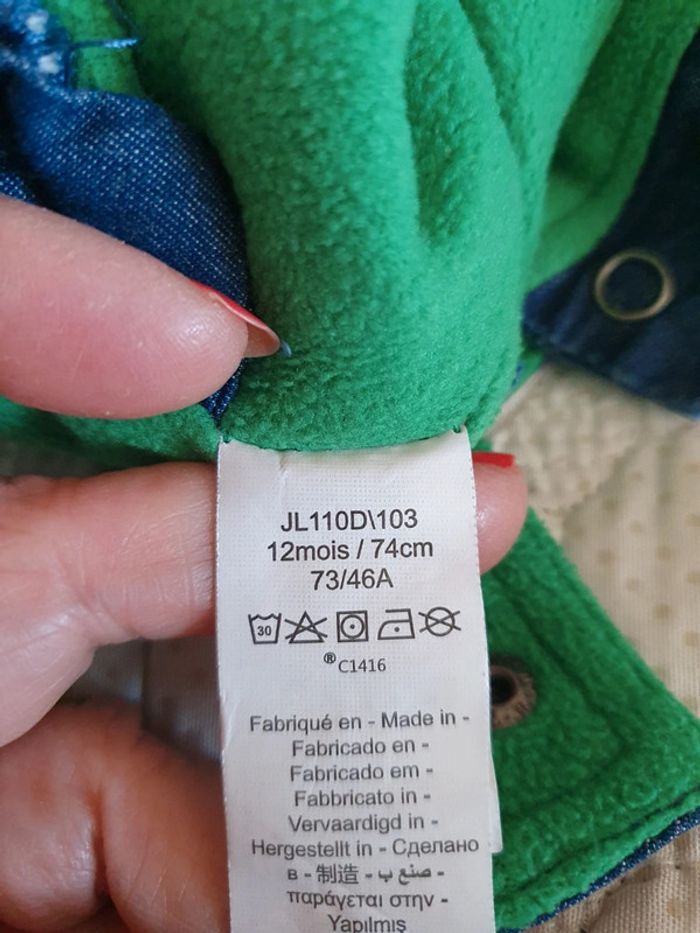 JL110D\103
12mois / 74cm
73/46A
30
® C1416
Fabriqué en - Made in -
Fabricado en -
Fabricado em -
Fabbricato in -
Vervaardigd in -
Hergestellt in - Сделано
в - 制造 - صنع ب -
παράγεται στην -
Yapılmış